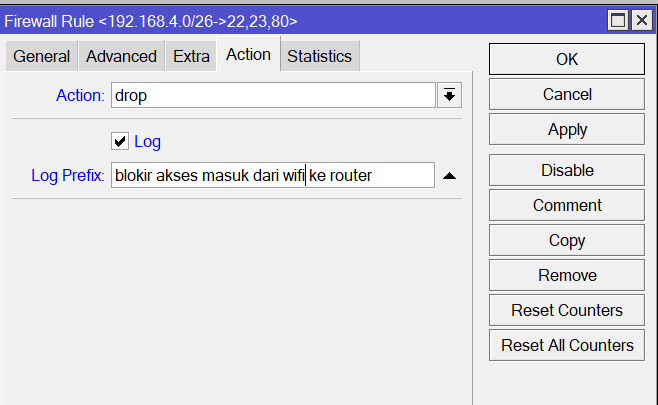 Firewall Rule <192.168.4.0/26->22,23,80>
General Advanced Extra Action Statistics
Action: drop
Log
Log Prefix: blokir akses masuk dari wifi ke router
OK
Cancel
Apply
Disable
Comment
Copy
Remove
Reset Counters
Reset All Counters